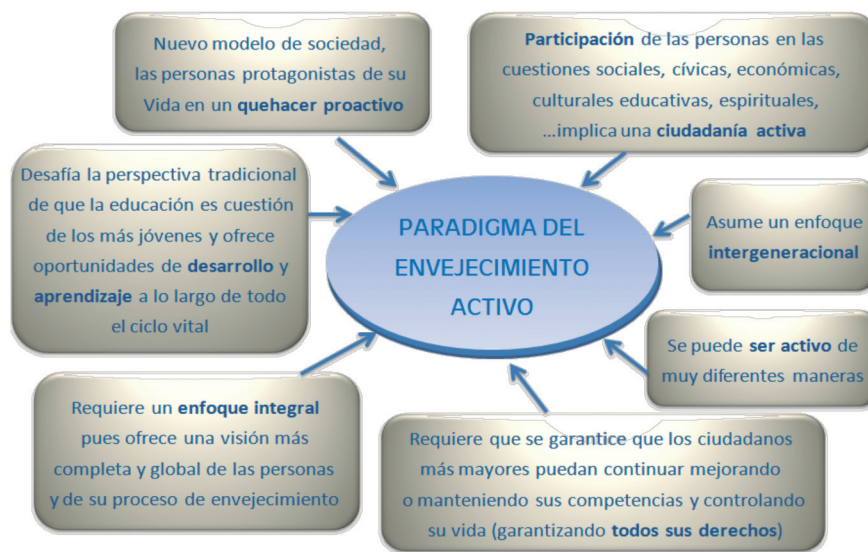 Nuevo modelo de sociedad,
las personas protagonistas de su
Vida en un quehacer proactivo
Participación de las personas en las
cuestiones sociales, cívicas, económicas,
culturales educativas, espirituales,
...implica una ciudadanía activa
Desafía la perspectiva tradicional
de que la educación es cuestión
de los más jóvenes y ofrece
oportunidades de desarrollo y
aprendizaje a lo largo de todo
el ciclo vital
PARADIGMA DEL
ENVEJECIMIENTO
ACTIVO
Asume un enfoque
intergeneracional
Se puede ser activo de
muy diferentes maneras
Requiere un enfoque integral
pues ofrece una visión más
completa y global de las personas
y de su proceso de envejecimiento
Requiere que se garantice que los ciudadanos
más mayores puedan continuar mejorando
o manteniendo sus competencias y controlando
su vida (garantizando todos sus derechos)